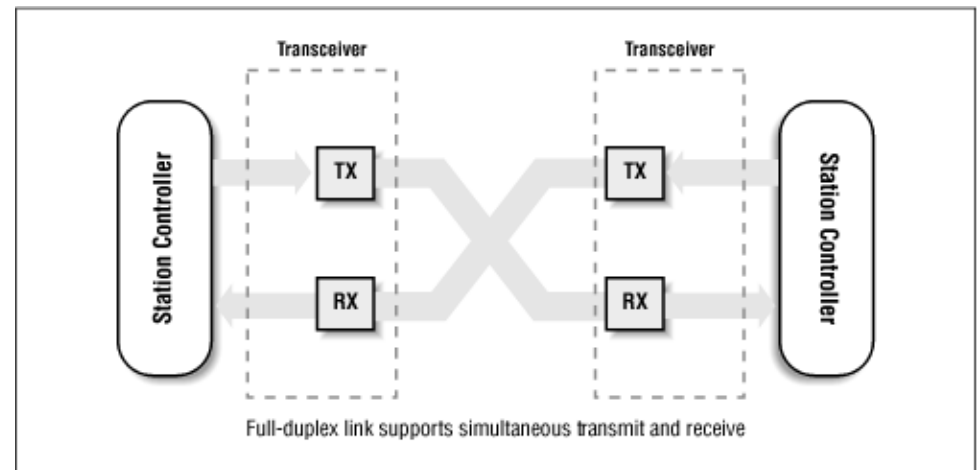 Transceiver
Transceiver
Station Controller
TX
TX
Station Controller
RX
RX
Full-duplex link supports simultaneous transmit and receive